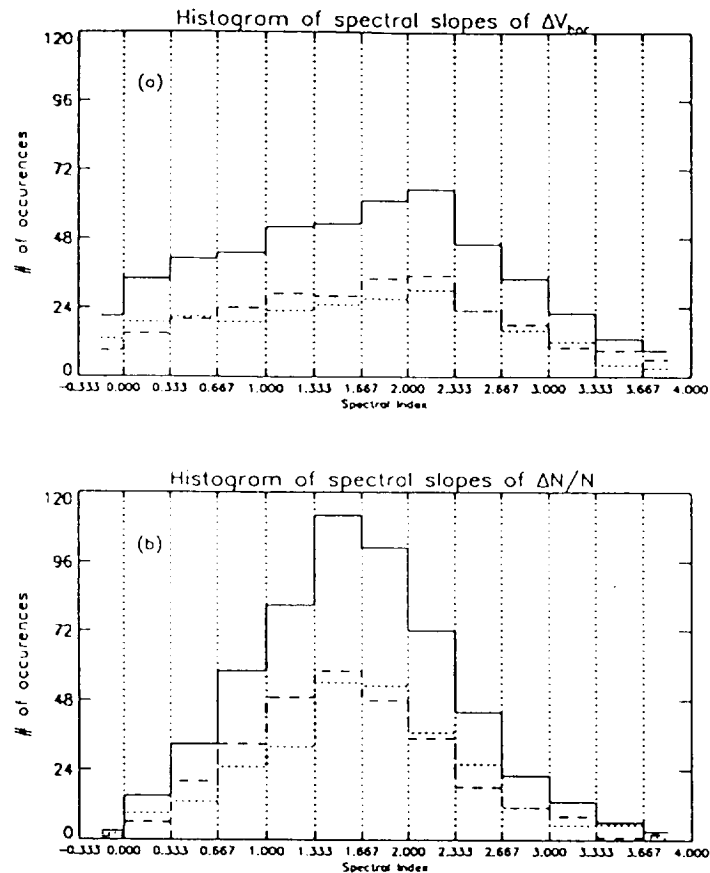 Histogram of spectral slopes of ΔV_hor
120
96
72
48
24
0
# of occurences
(a)
-0.333 0.000 0.333 0.667 1.000 1.333 1.667 2.000 2.333 2.667 3.000 3.333 3.667 4.000
Spectral Index
Histogram of spectral slopes of ΔN/N
120
96
72
48
24
0
# of occurences
(b)
-0.333 0.000 0.333 0.667 1.000 1.333 1.667 2.000 2.333 2.667 3.000 3.333 3.667 4.000
Spectral Index